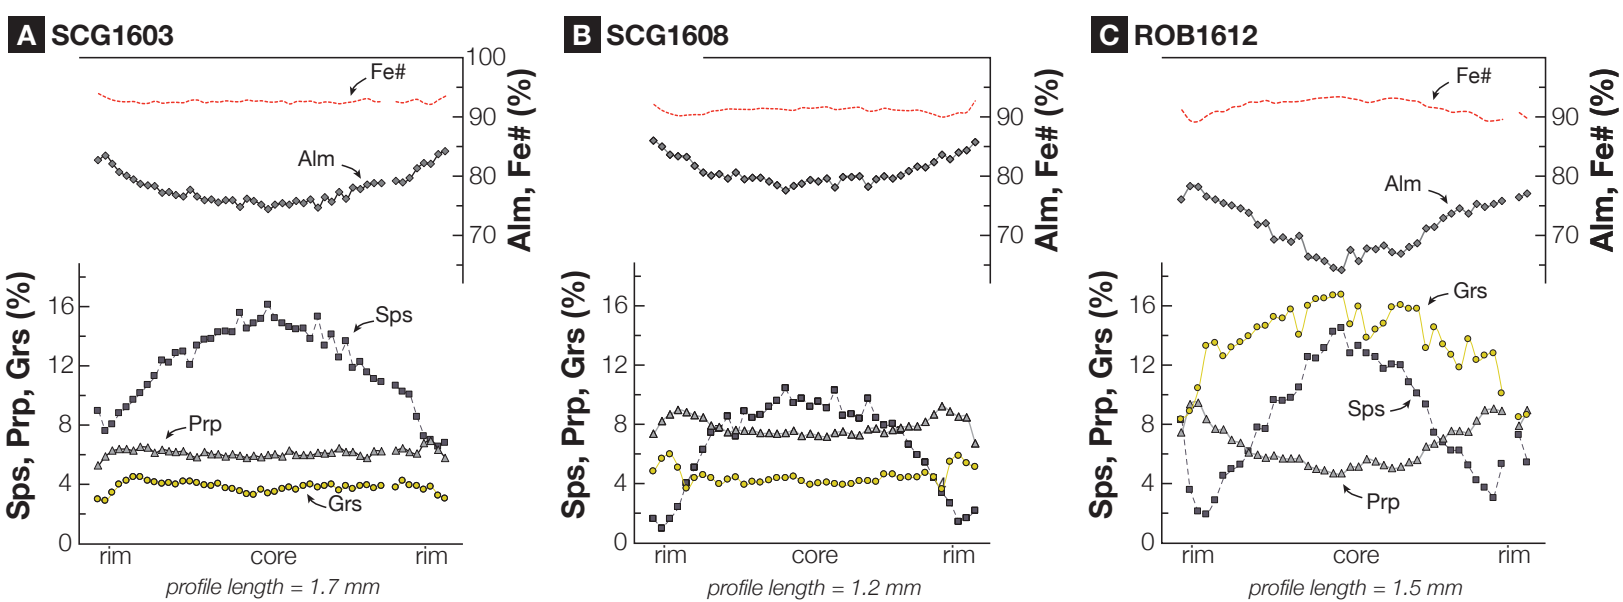 A SCG1603
100
90
80
70
Alm, Fe# (%)
Fe#
Alm
16
12
8
4
0
Sps, Prp, Grs (%)
Sps
Prp
Grs
rim core rim
profile length = 1.7 mm
B SCG1608
90
80
70
Alm, Fe# (%)
16
12
8
4
0
Sps, Prp, Grs (%)
rim core rim
profile length = 1.2 mm
C ROB1612
90
80
70
Alm, Fe# (%)
Fe#
Alm
16
12
8
4
0
Sps, Prp, Grs (%)
Grs
Sps
Prp
rim core rim
profile length = 1.5 mm